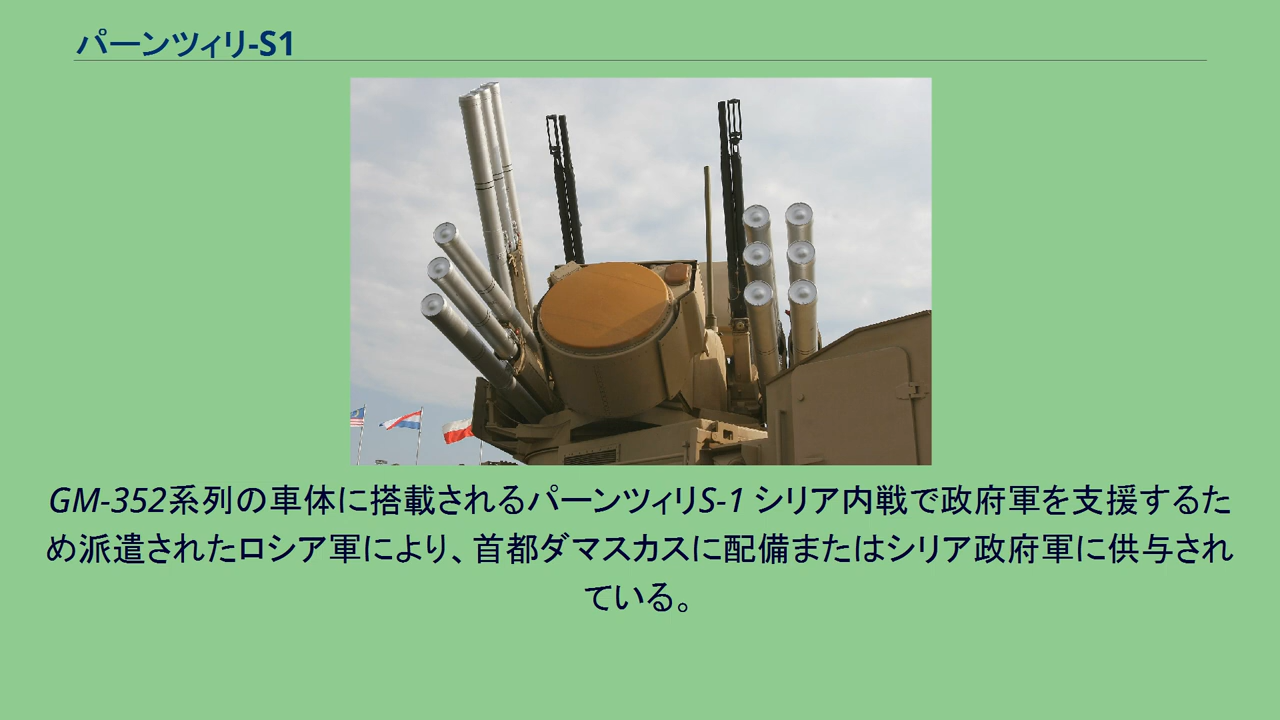 パーンツィリ-S1
GM-352系列の車体に搭載されるパーンツィリS-1 シリア内戦で政府軍を支援するた
め派遣されたロシア軍により、首都ダマスカスに配備またはシリア政府軍に供与され
ている。